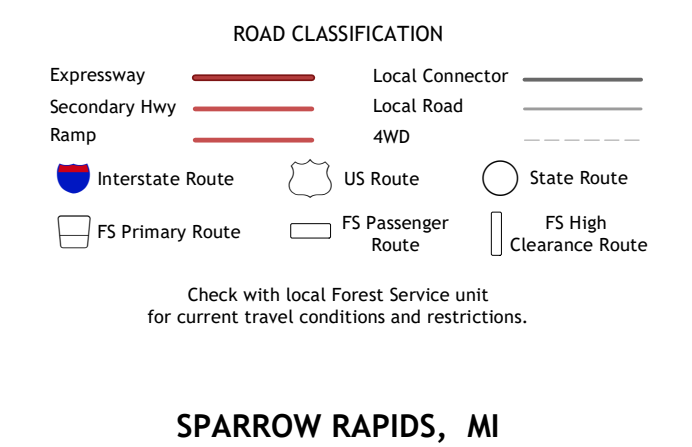 ROAD CLASSIFICATION
Expressway
Local Connector
Secondary Hwy
Local Road
Ramp
4WD
Interstate Route
US Route
State Route
FS Primary Route
FS Passenger
Route
FS High
Clearance Route
Check with local Forest Service unit
for current travel conditions and restrictions.
SPARROW RAPIDS, MI